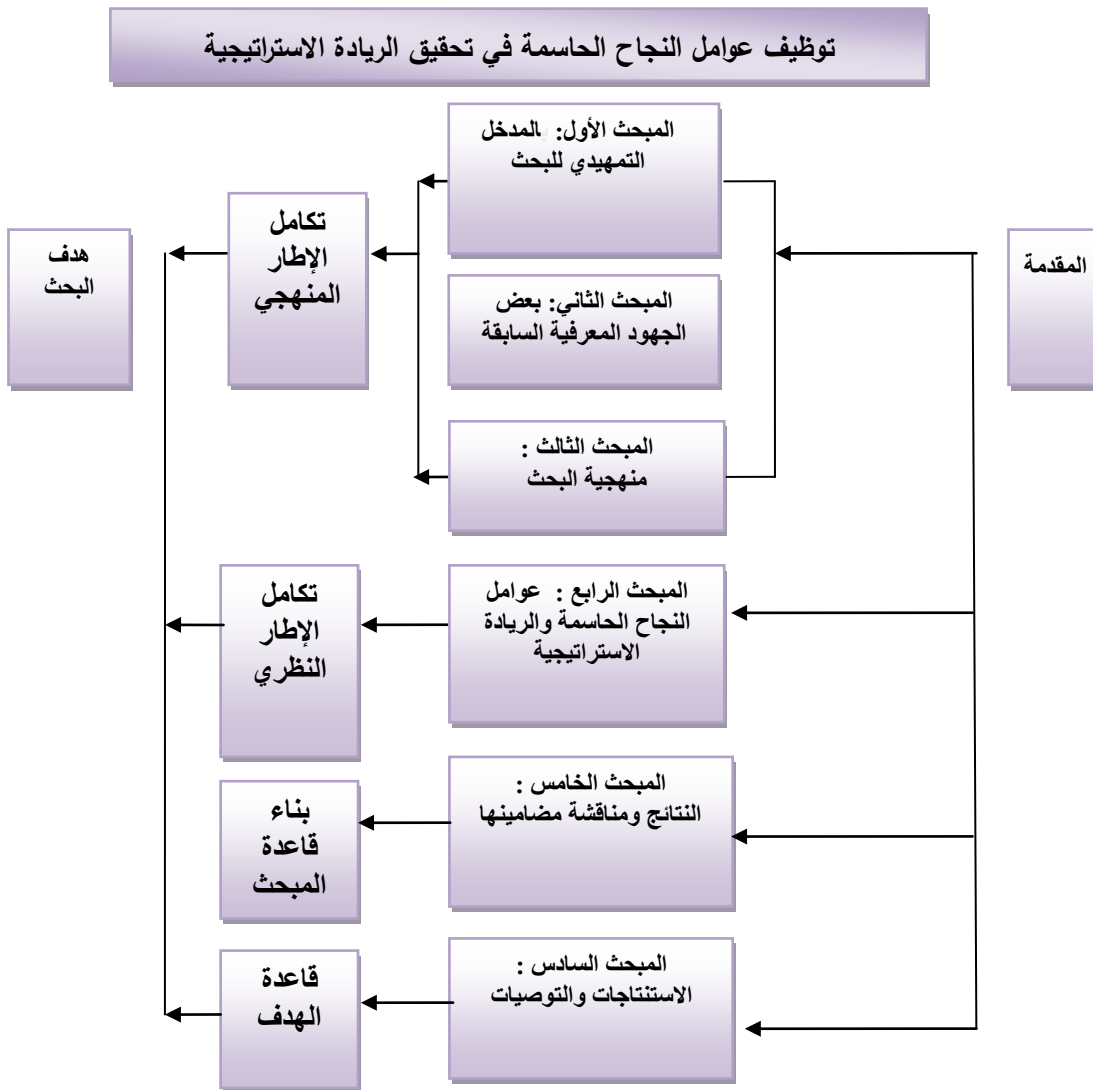 توظيف عوامل النجاح الحاسمة في تحقيق الريادة الاستراتيجية
المقدمة
المبحث الأول: المدخل
التمهيدي للبحث
المبحث الثاني: بعض
الجهود المعرفية السابقة
المبحث الثالث :
منهجية البحث
تكامل
الإطار
المنهجي
هدف
البحث
المبحث الرابع : عوامل
النجاح الحاسمة والريادة
الاستراتيجية
تكامل
الإطار
النظري
المبحث الخامس :
النتائج ومناقشة مضامينها
بناء
قاعدة
المبحث
المبحث السادس :
الاستنتاجات والتوصيات
قاعدة
الهدف